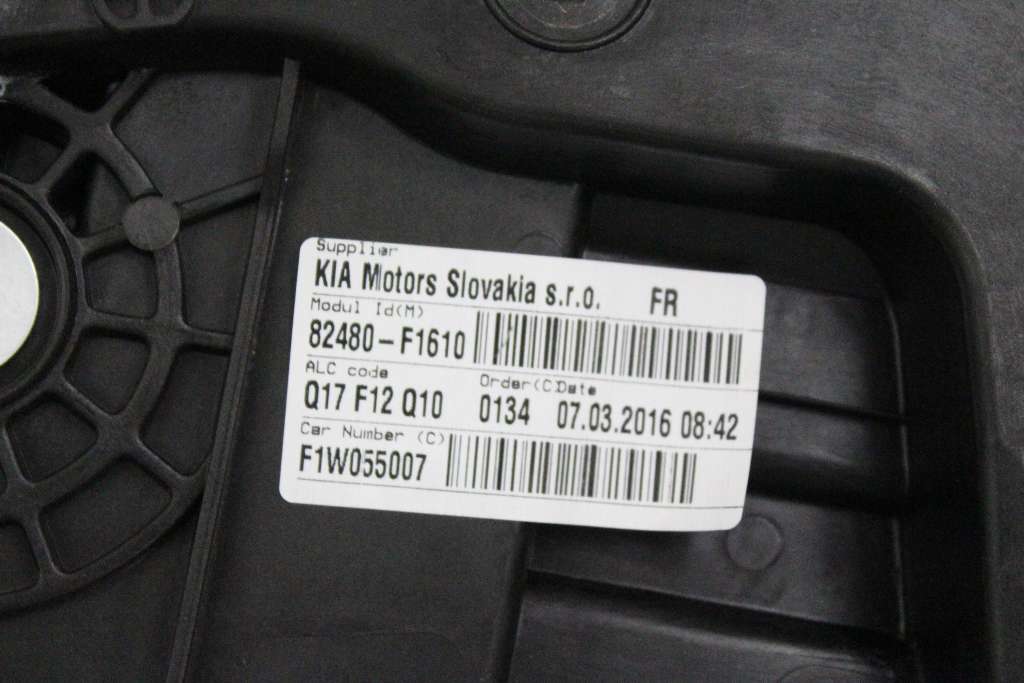 Supplier
KIA Motors Slovakia s.r.o. FR
Modul Id(M)
82480-F1610
ALC code Order(C)Date
Q17 F12 Q10 0134 07.03.2016 08:42
Car Number (C)
F1W055007